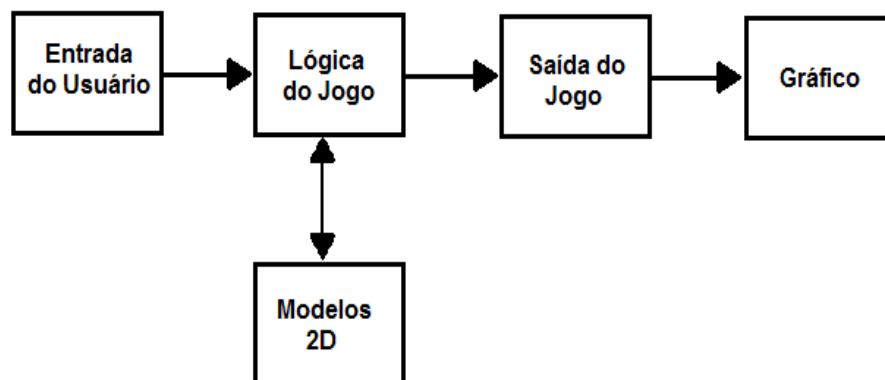 Entrada
do Usuário
Lógica
do Jogo
Saída do
Jogo
Gráfico
Modelos
2D